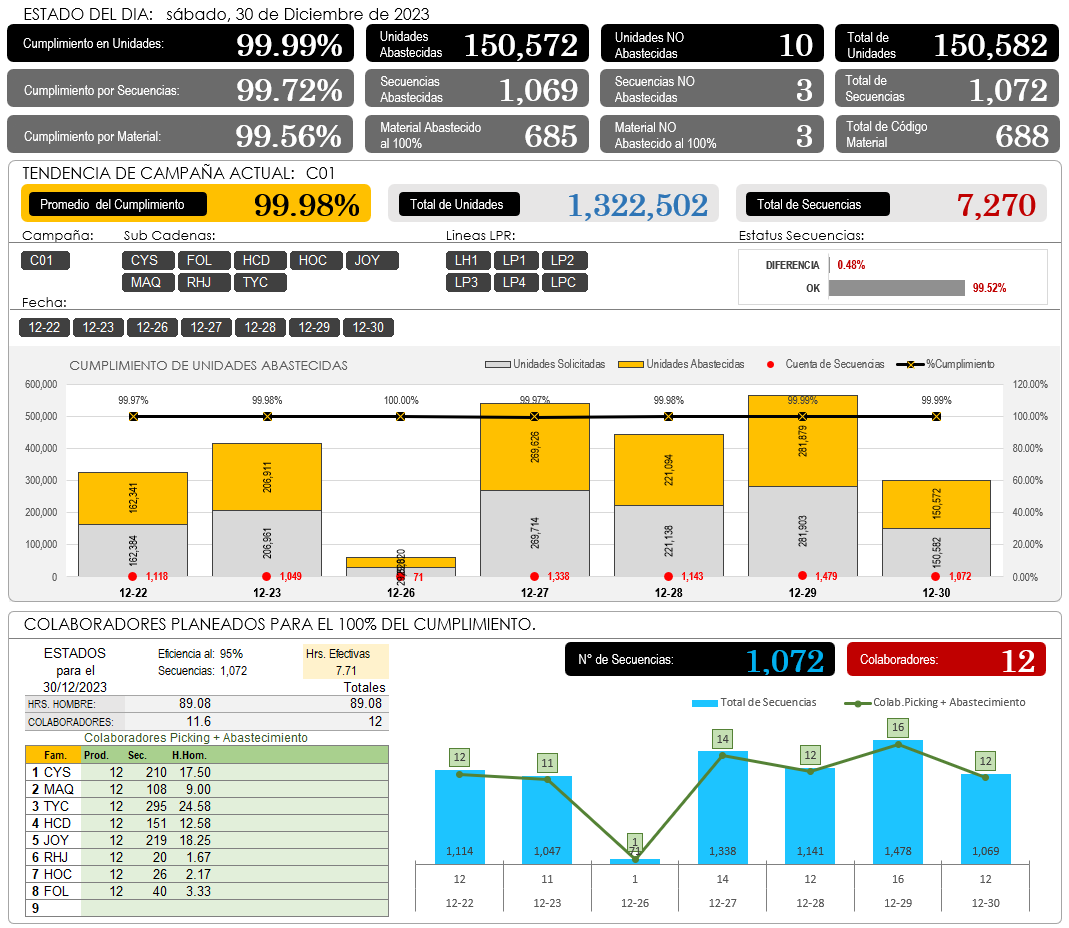 ESTADO DEL DIA: sábado, 30 de Diciembre de 2023
Cumplimiento en Unidades: 99.99%
Unidades Abastecidas 150,572
Unidades NO Abastecidas 10
Total de Unidades 150,582
Cumplimiento por Secuencias: 99.72%
Secuencias Abastecidas 1,069
Secuencias NO Abastecidas 3
Total de Secuencias 1,072
Cumplimiento por Material: 99.56%
Material Abastecido al 100% 685
Material NO Abastecido al 100% 3
Total de Código Material 688
TENDENCIA DE CAMPAÑA ACTUAL: C01
Promedio del Cumplimiento 99.98%
Total de Unidades 1,322,502
Total de Secuencias 7,270
Campaña: Sub Cadenas: Lineas LPR: Estatus Secuencias:
C01 CYS FOL HCD HOC JOY LH1 LP1 LP2
MAQ RHJ TYC LP3 LP4 LPC
DIFERENCIA 0.48%
OK 99.52%
Fecha:
12-22 12-23 12-26 12-27 12-28 12-29 12-30
CUMPLIMIENTO DE UNIDADES ABASTECIDAS
Unidades Solicitadas Unidades Abastecidas Cuenta de Secuencias %Cumplimiento
600,000 120.00%
99.97% 99.98% 100.00% 99.97% 99.98% 99.99% 99.99%
500,000 100.00%
400,000 80.00%
300,000 60.00%
200,000 40.00%
100,000 20.00%
0 0.00%
162,341 206,911 269,626 221,094 281,879 150,572
162,384 206,961 269,714 221,138 281,903 150,582
1,118 1,049 71 1,338 1,143 1,479 1,072
12-22 12-23 12-26 12-27 12-28 12-29 12-30
COLABORADORES PLANEADOS PARA EL 100% DEL CUMPLIMIENTO.
ESTADOS para el 30/12/2023
Eficiencia al: 95%
Secuencias: 1,072
Hrs. Efectivas
7.71
Totales
HRS. HOMBRE: 89.08 89.08
COLABORADORES: 11.6 12
Colaboradores Picking + Abastecimiento
Fam. Prod. Sec. H.Hom.
1 CYS 12 210 17.50
2 MAQ 12 108 9.00
3 TYC 12 295 24.58
4 HCD 12 151 12.58
5 JOY 12 219 18.25
6 RHJ 12 20 1.67
7 HOC 12 26 2.17
8 FOL 12 40 3.33
9
N° de Secuencias: 1,072
Colaboradores: 12
Total de Secuencias Colab.Picking + Abastecimiento
12 11 1 14 12 16 12
1,114 1,047 71 1,338 1,141 1,478 1,069
12 11 1 14 12 16 12
12-22 12-23 12-26 12-27 12-28 12-29 12-30